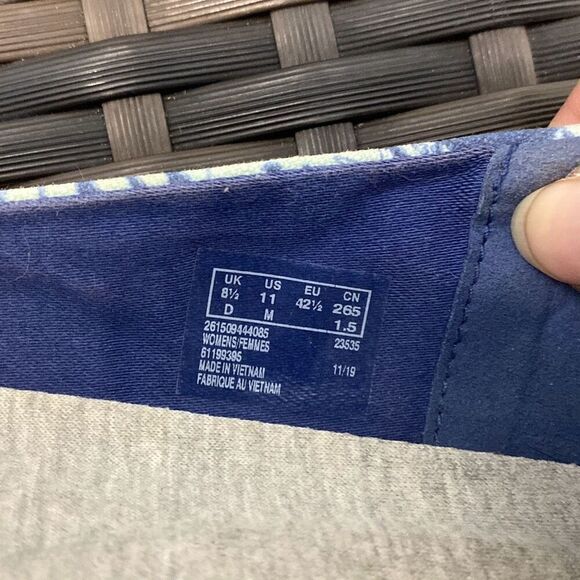 UK US EU CN
8½ 11 42½ 265
D M 1.5
261509444085 23535
WOMENS/FEMMES
61199395
MADE IN VIETNAM 11/19
FABRIQUE AU VIETNAM